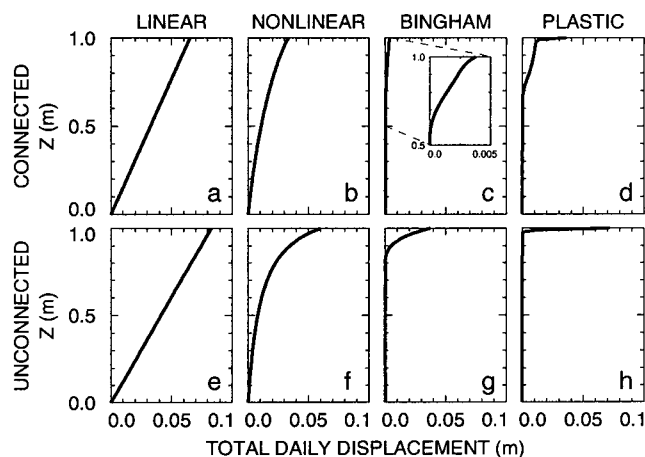 LINEAR NONLINEAR BINGHAM PLASTIC
CONNECTED
Z (m)
1.0
0.5
0.0
a
b
1.0
0.5
0.0 0.005
c
d
UNCONNECTED
Z (m)
1.0
0.5
0.0
e
f
g
h
0.0 0.05 0.1 0.0 0.05 0.1 0.0 0.05 0.1 0.0 0.05 0.1
TOTAL DAILY DISPLACEMENT (m)